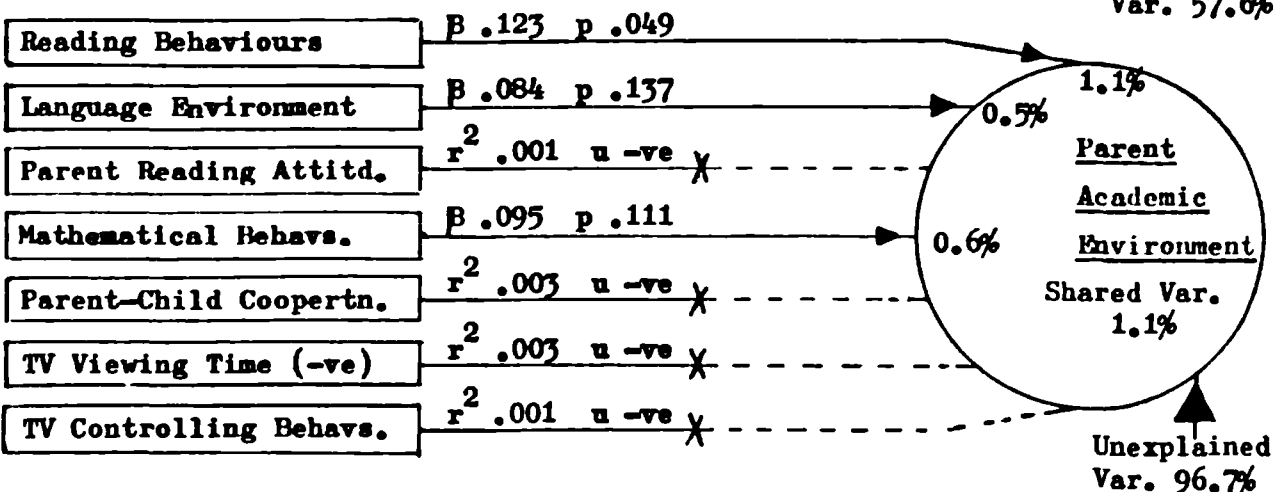 Var. 57.6%
Reading Behaviours β .123 p .049
1.1%
Language Environment β .084 p .137
0.5%
Parent Reading Attitd. r² .001 u -ve
Parent
Academic
Mathematical Behavs. β .095 p .111
0.6%
Environment
Parent-Child Coopertn. r² .003 u -ve
Shared Var.
1.1%
TV Viewing Time (-ve) r² .003 u -ve
TV Controlling Behavs. r² .001 u -ve
Unexplained
Var. 96.7%